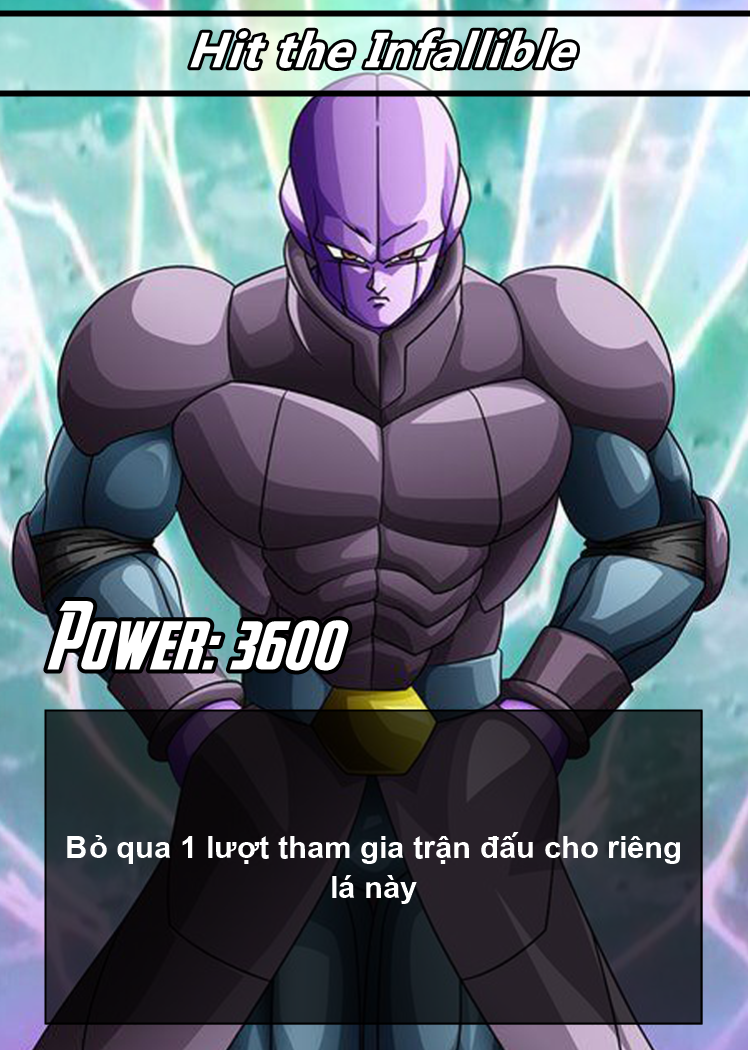 Hit the Infallible
Power: 3600
Bỏ qua 1 lượt tham gia trận đấu cho riêng
lá này